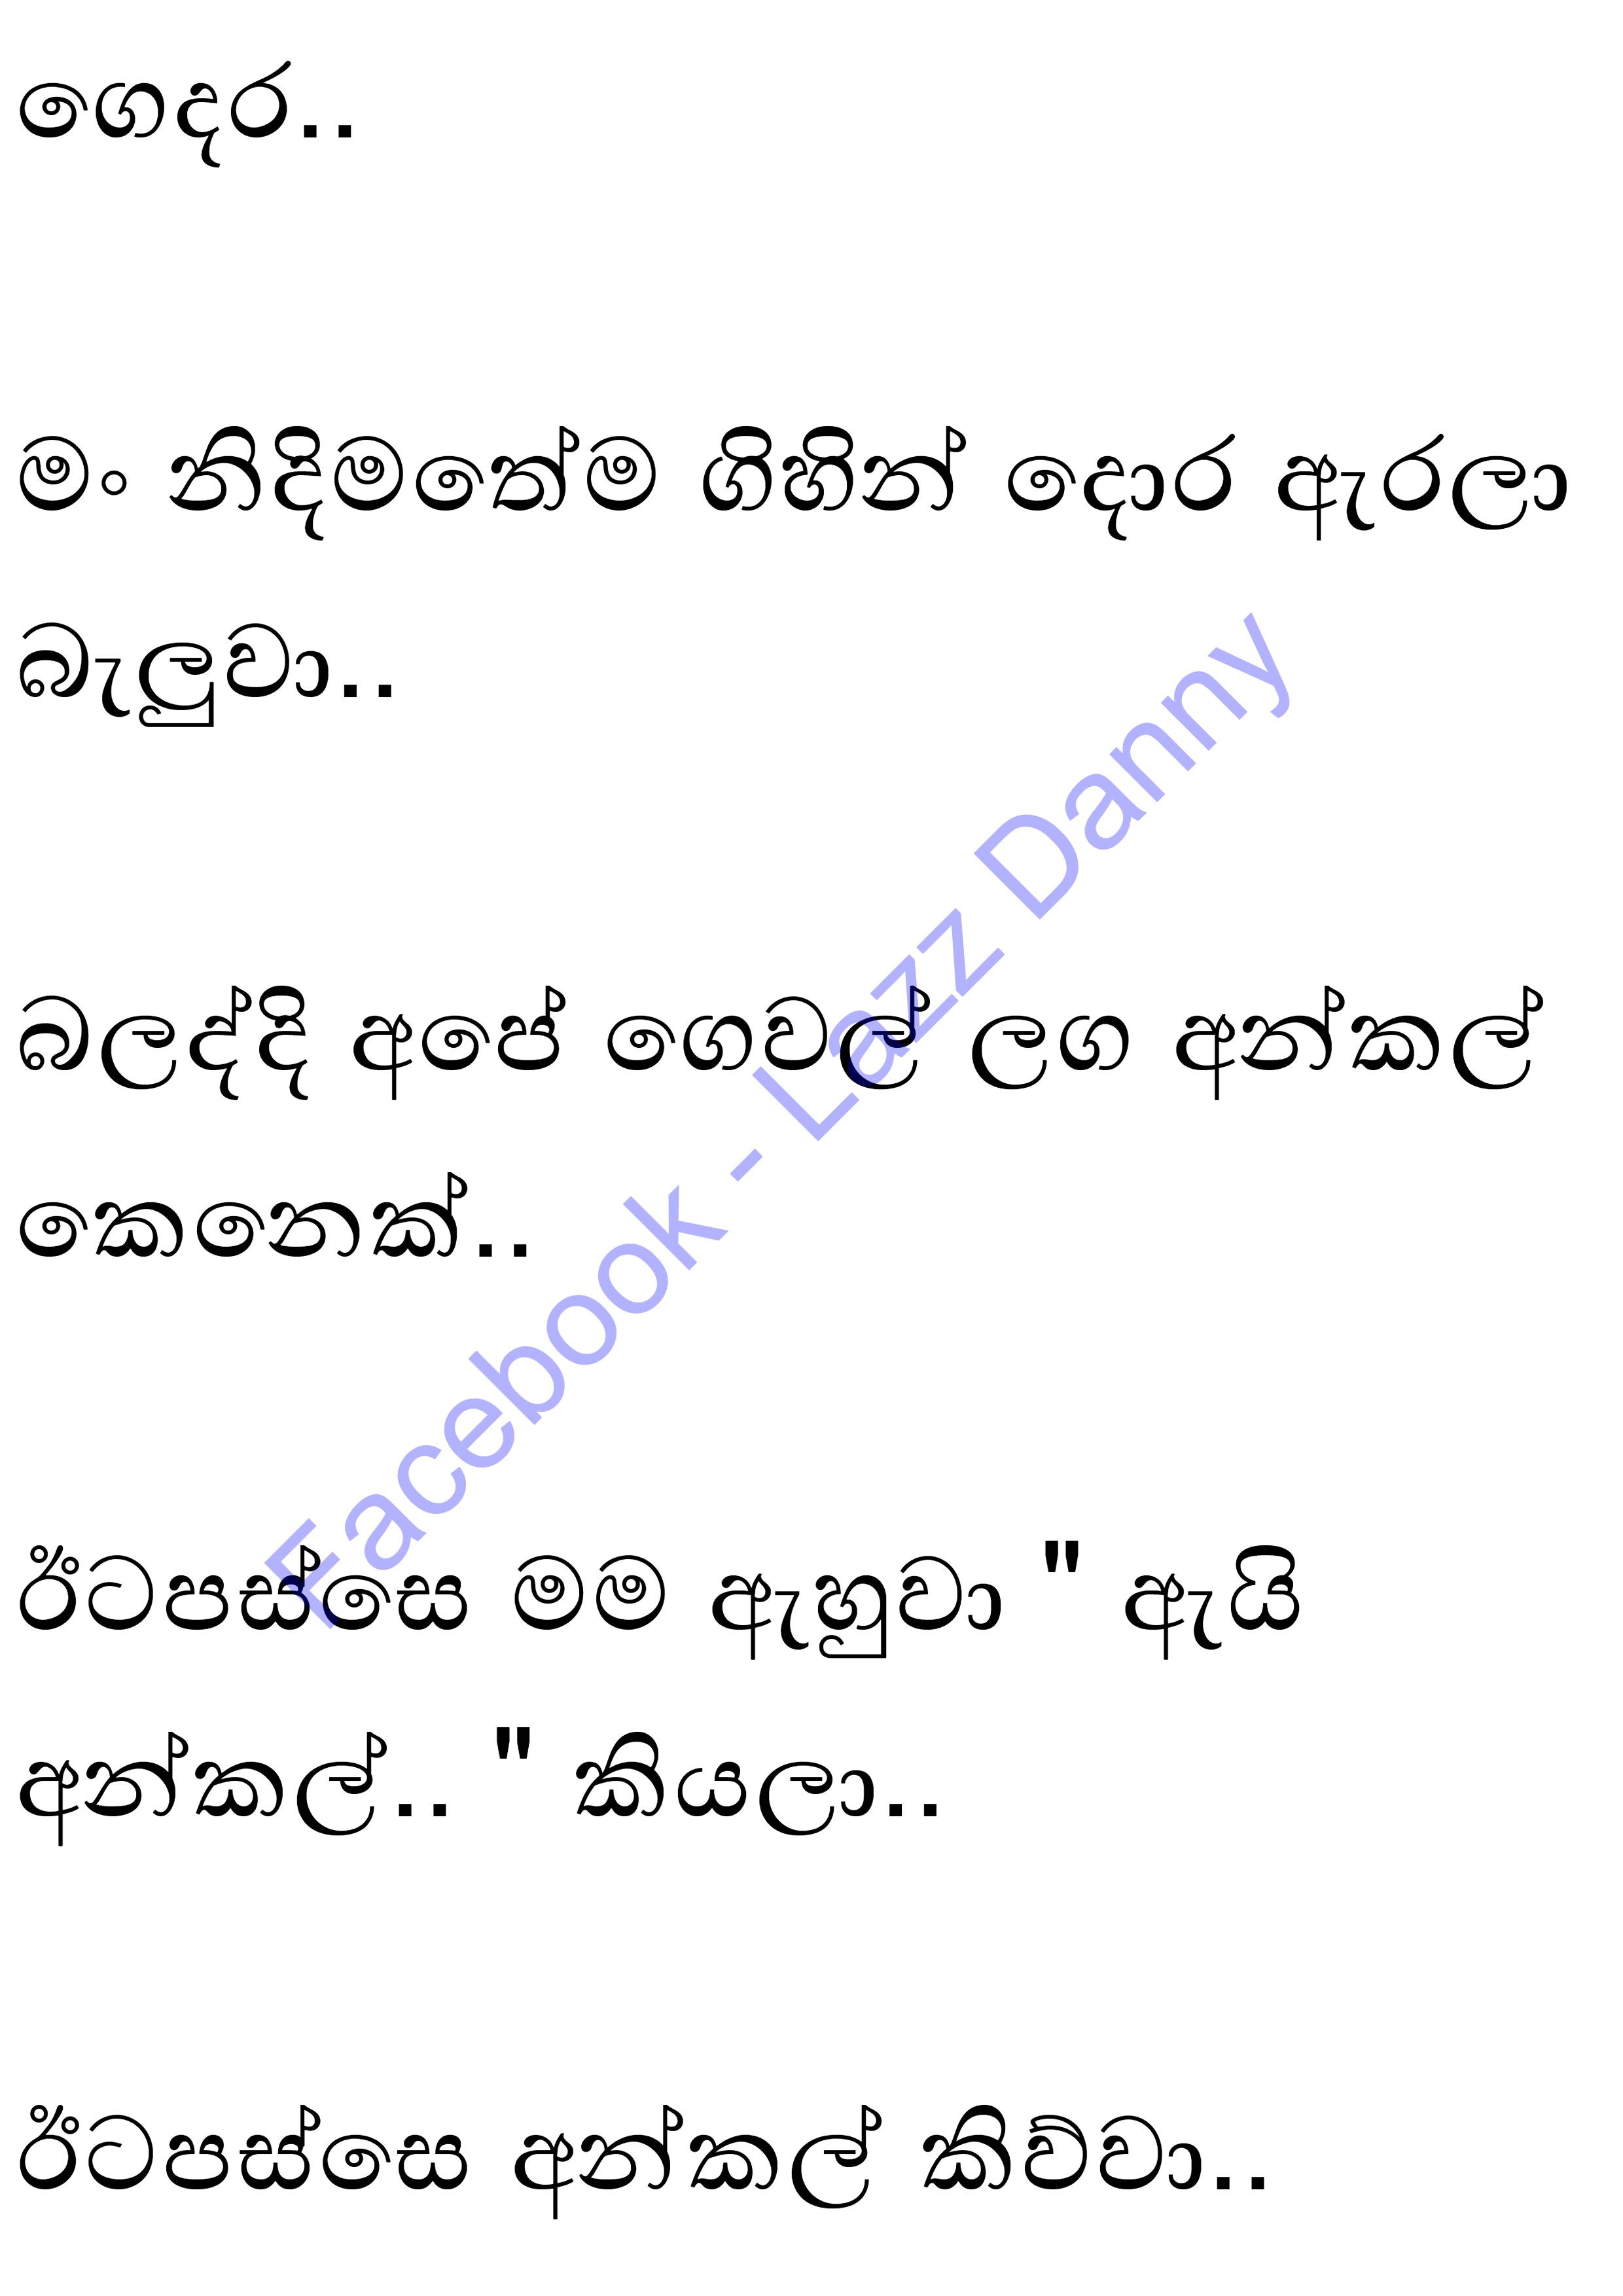 ගෙදර..
මං නිදිමතේම ගිහින් දොර ඇරලා
බැලුවා..
බලද්දි අපේ ගෙවල් ලග අන්කල්
කෙනෙක්..
ඊටපස්සෙ මම ඇහුවා " ඇයි
අන්කල්.. " කියලා..
ඊටපස්සෙ අන්කල් කිව්වා..
Facebook - Lazz Danny